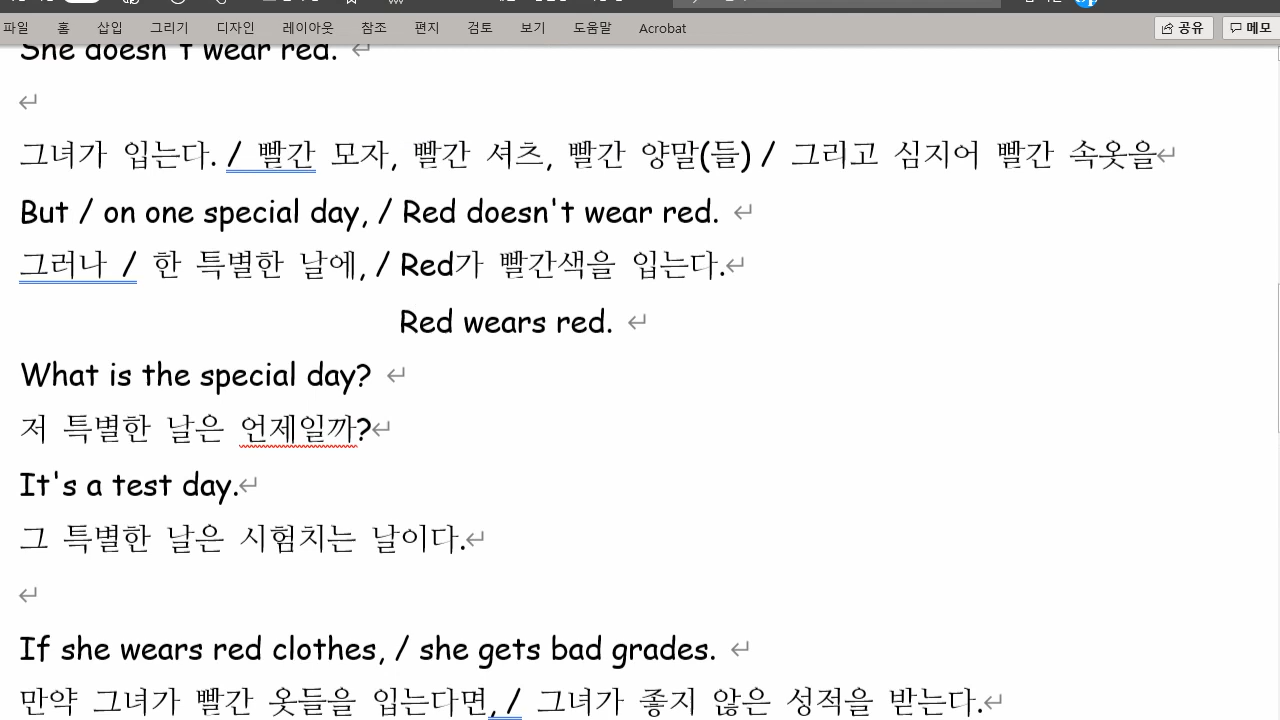 파일 홈 삽입 그리기 디자인 레이아웃 참조 편지 검토 보기 도움말 Acrobat 공유 메모
She doesn't wear red.
그녀가 입는다. / 빨간 모자, 빨간 셔츠, 빨간 양말(들) / 그리고 심지어 빨간 속옷을
But / on one special day, / Red doesn't wear red.
그러나 / 한 특별한 날에, / Red가 빨간색을 입는다.
Red wears red.
What is the special day?
저 특별한 날은 언제일까?
It's a test day.
그 특별한 날은 시험치는 날이다.
If she wears red clothes, / she gets bad grades.
만약 그녀가 빨간 옷들을 입는다면, / 그녀가 좋지 않은 성적을 받는다.